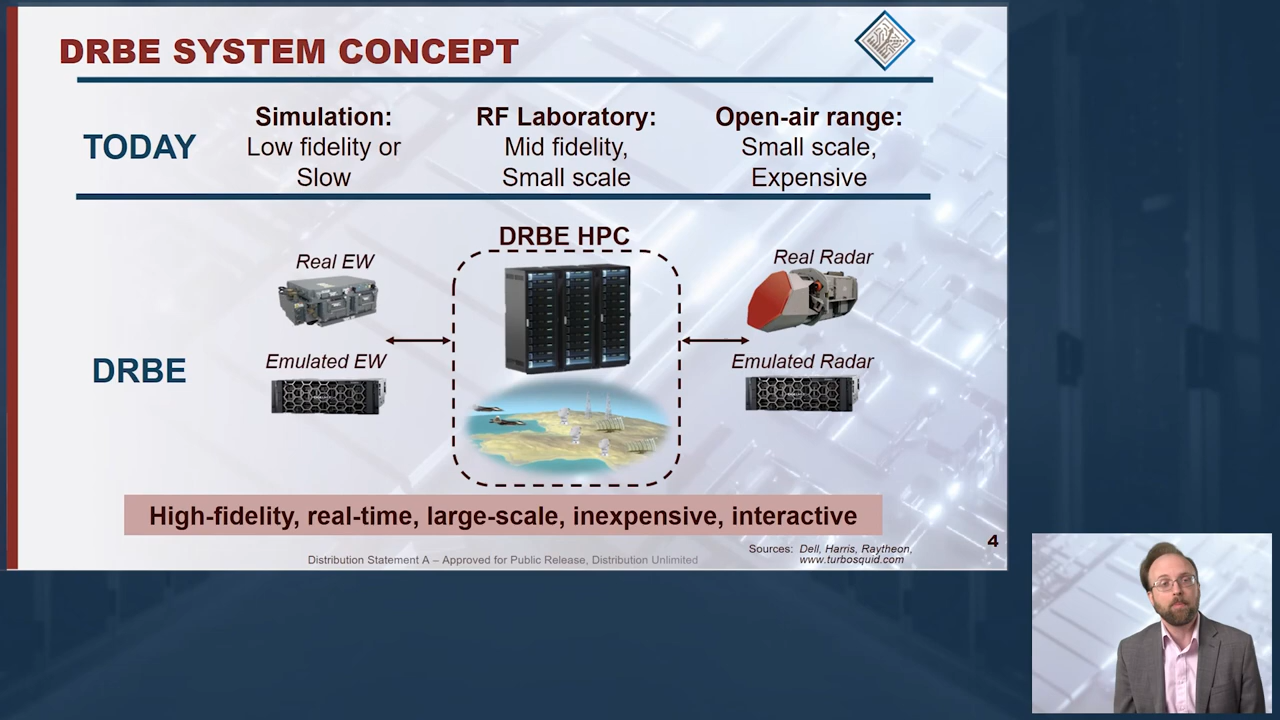 DRBE SYSTEM CONCEPT
TODAY
Simulation:
Low fidelity or
Slow
RF Laboratory:
Mid fidelity,
Small scale
Open-air range:
Small scale,
Expensive
DRBE
Real EW
Emulated EW
DRBE HPC
Real Radar
Emulated Radar
High-fidelity, real-time, large-scale, inexpensive, interactive
Distribution Statement A – Approved for Public Release, Distribution Unlimited
Sources: Dell, Harris, Raytheon,
www.turbosquid.com
4